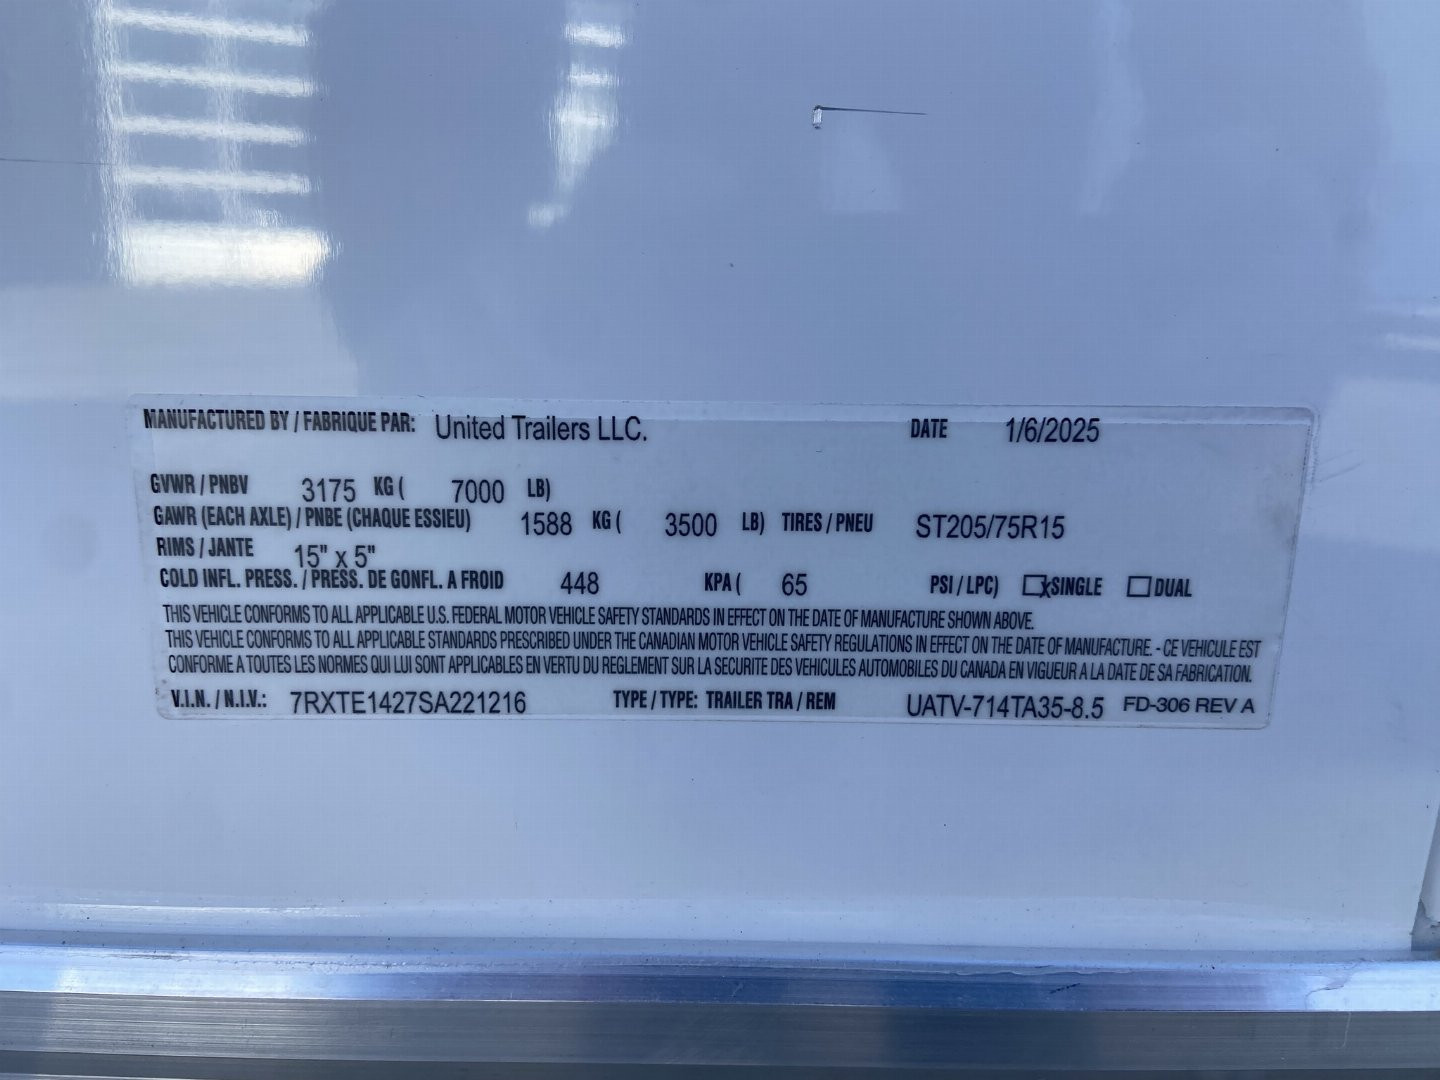 MANUFACTURED BY / FABRIQUE PAR: United Trailers LLC. DATE 1/6/2025
GVWR / PNBV 3175 KG ( 7000 LB)
GAWR (EACH AXLE) / PNBE (CHAQUE ESSIEU) 1588 KG ( 3500 LB) TIRES / PNEU ST205/75R15
RIMS / JANTE 15" x 5"
COLD INFL. PRESS. / PRESS. DE GONFL. A FROID 448 KPA ( 65 PSI / LPC) ☐x SINGLE ☐ DUAL
THIS VEHICLE CONFORMS TO ALL APPLICABLE U.S. FEDERAL MOTOR VEHICLE SAFETY STANDARDS IN EFFECT ON THE DATE OF MANUFACTURE SHOWN ABOVE.
THIS VEHICLE CONFORMS TO ALL APPLICABLE STANDARDS PRESCRIBED UNDER THE CANADIAN MOTOR VEHICLE SAFETY REGULATIONS IN EFFECT ON THE DATE OF MANUFACTURE. - CE VEHICULE EST
CONFORME A TOUTES LES NORMES QUI LUI SONT APPLICABLES EN VERTU DU REGLEMENT SUR LA SECURITE DES VEHICULES AUTOMOBILES DU CANADA EN VIGUEUR A LA DATE DE SA FABRICATION.
V.I.N. / N.I.V.: 7RXTE1427SA221216 TYPE / TYPE: TRAILER TRA / REM UATV-714TA35-8.5 FD-306 REV A